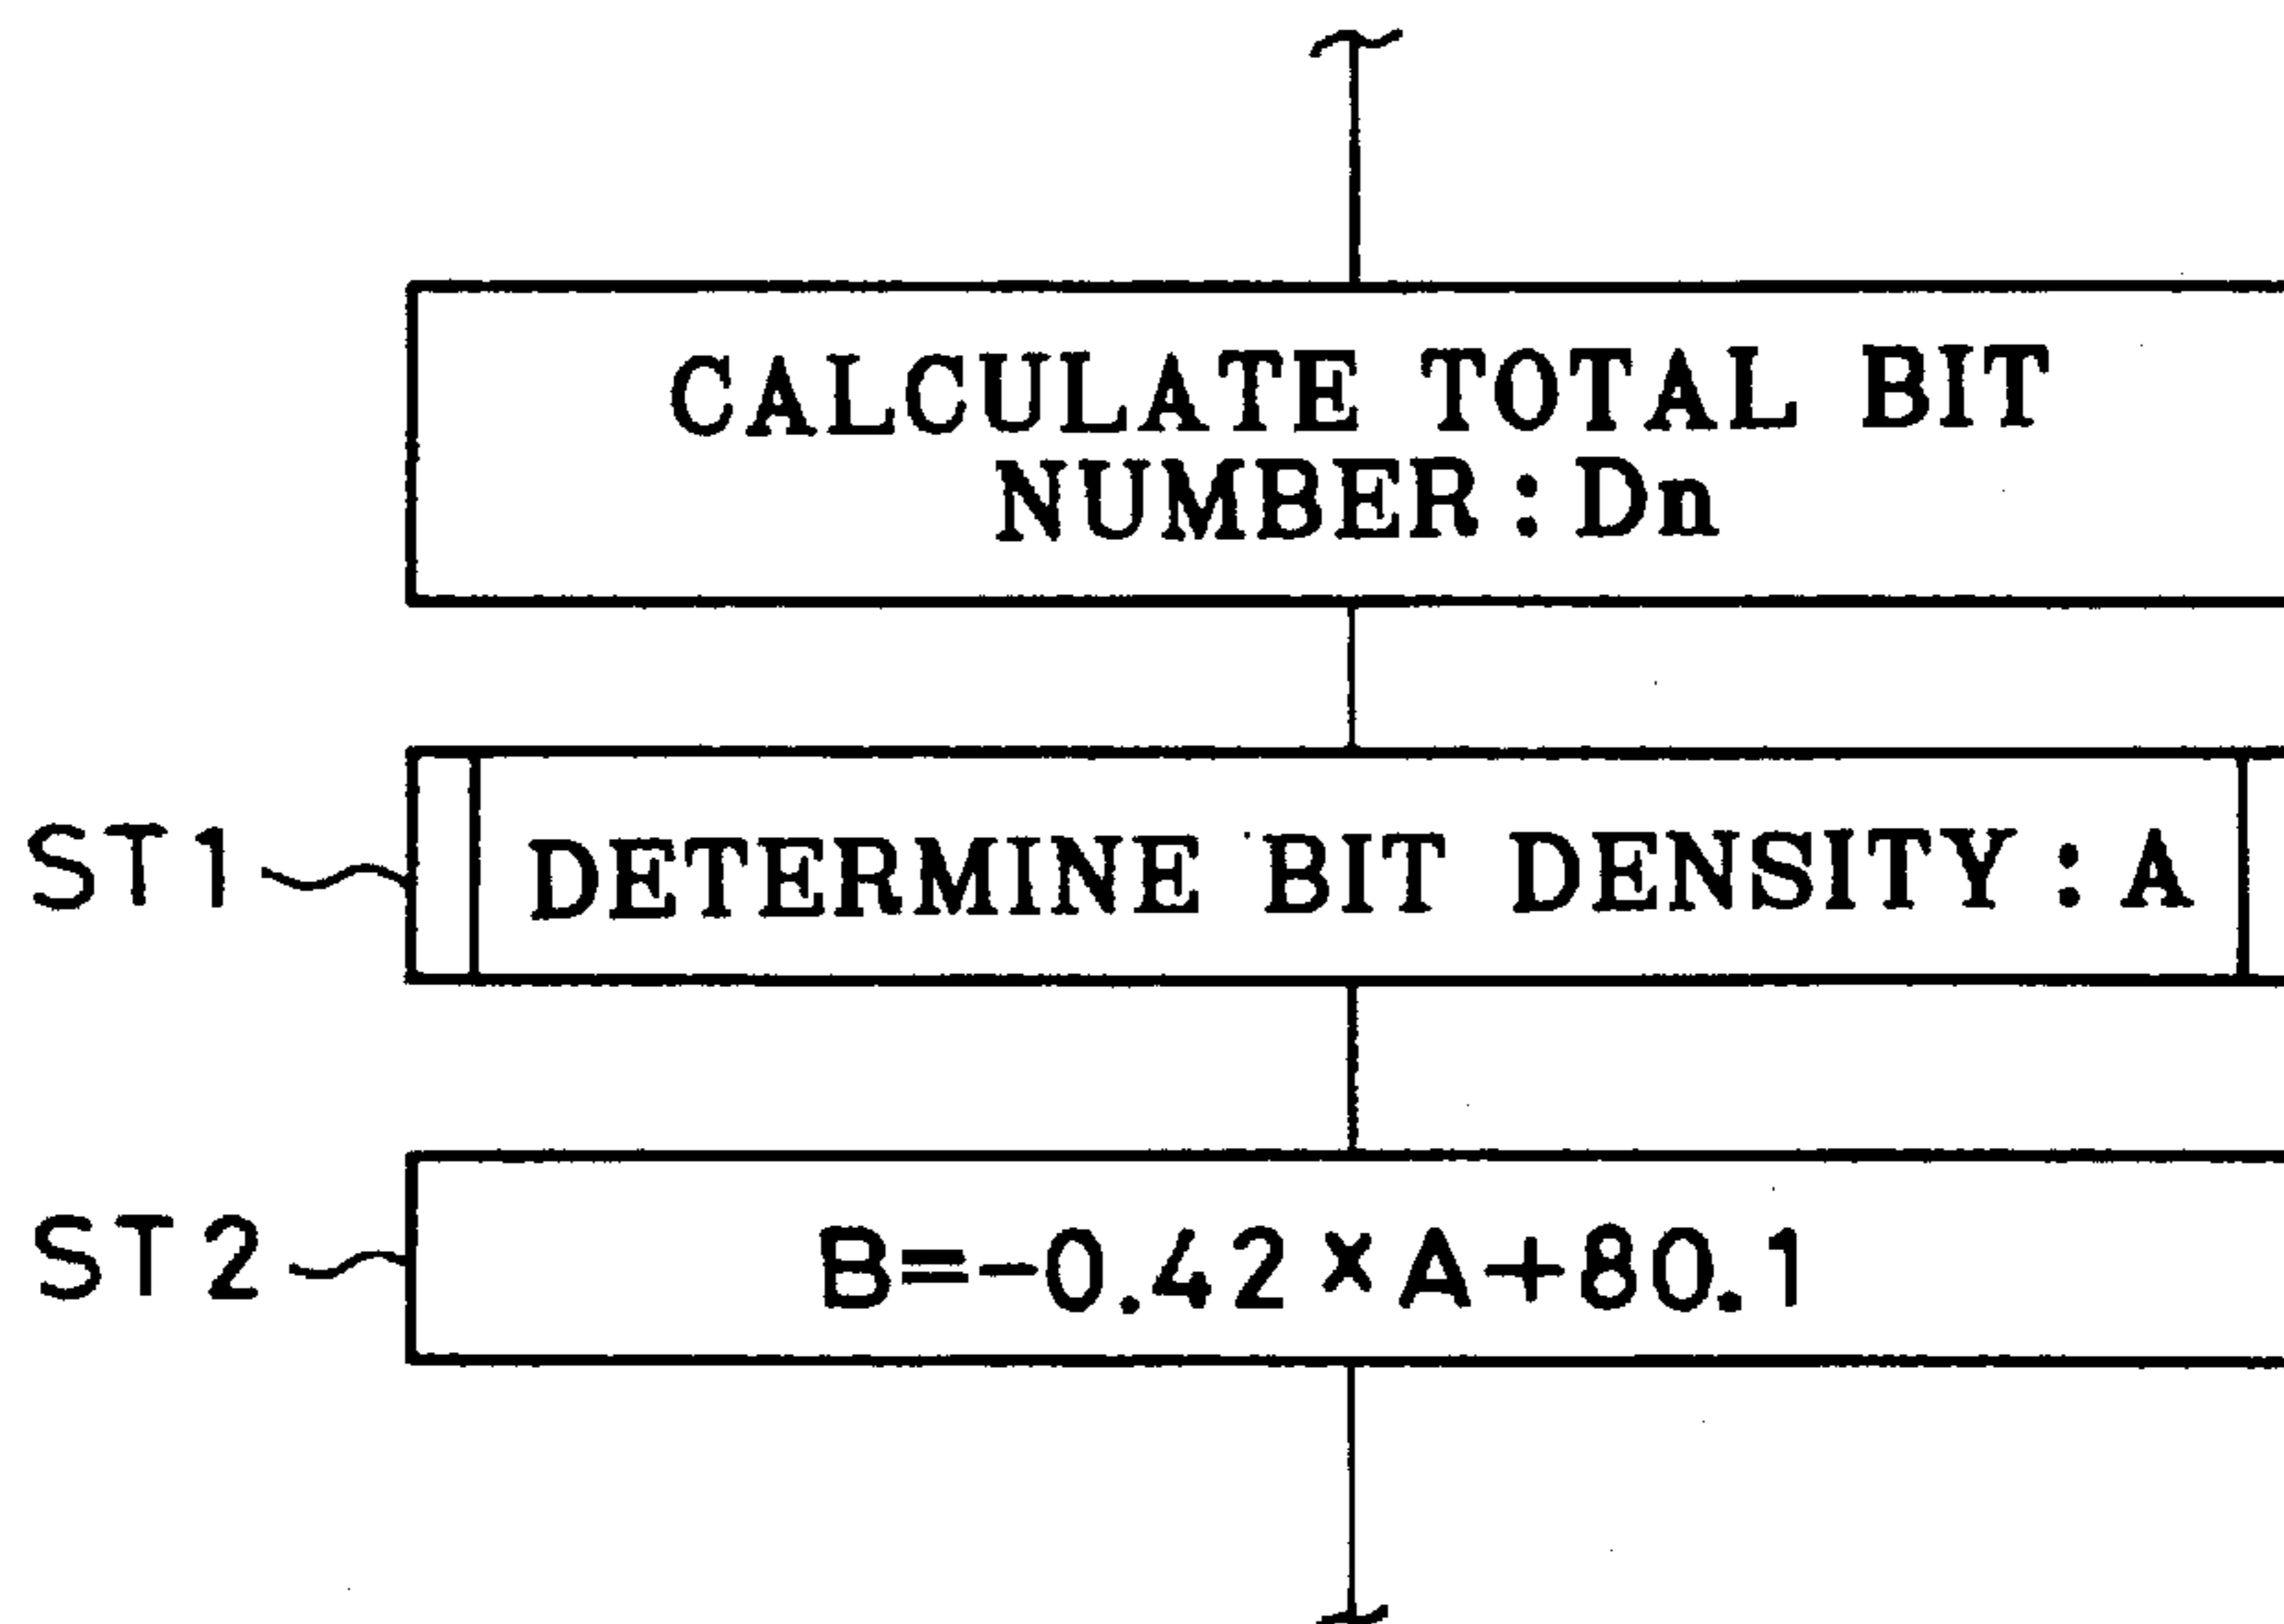 CALCULATE TOTAL BIT
NUMBER:Dn
ST1
DETERMINE BIT DENSITY:A
ST2
B=-0.42×A+80.1